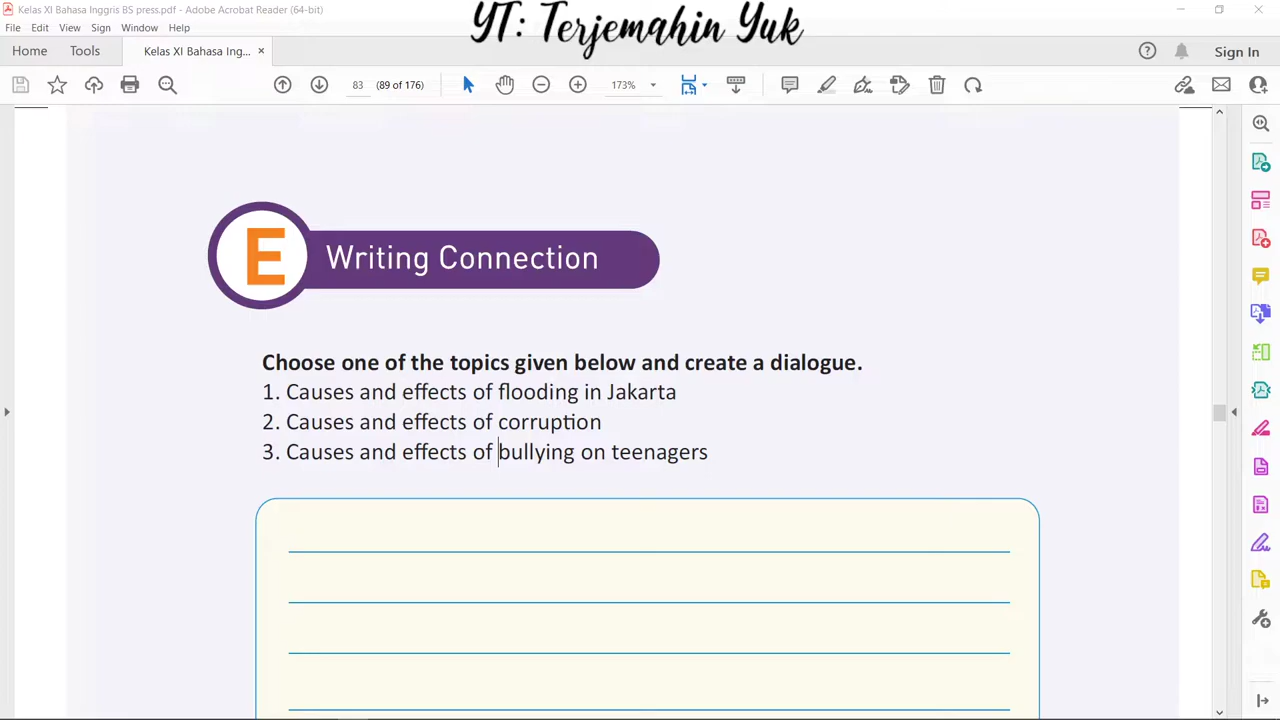 Kelas XI Bahasa Inggris BS press.pdf - Adobe Acrobat Reader (64-bit)
YT: Terjemahin Yuk
File Edit View Sign Window Help
Home Tools Kelas XI Bahasa Ing... × Sign In
83 (89 of 176) 173%
E
Writing Connection
Choose one of the topics given below and create a dialogue.
1. Causes and effects of flooding in Jakarta
2. Causes and effects of corruption
3. Causes and effects of bullying on teenagers